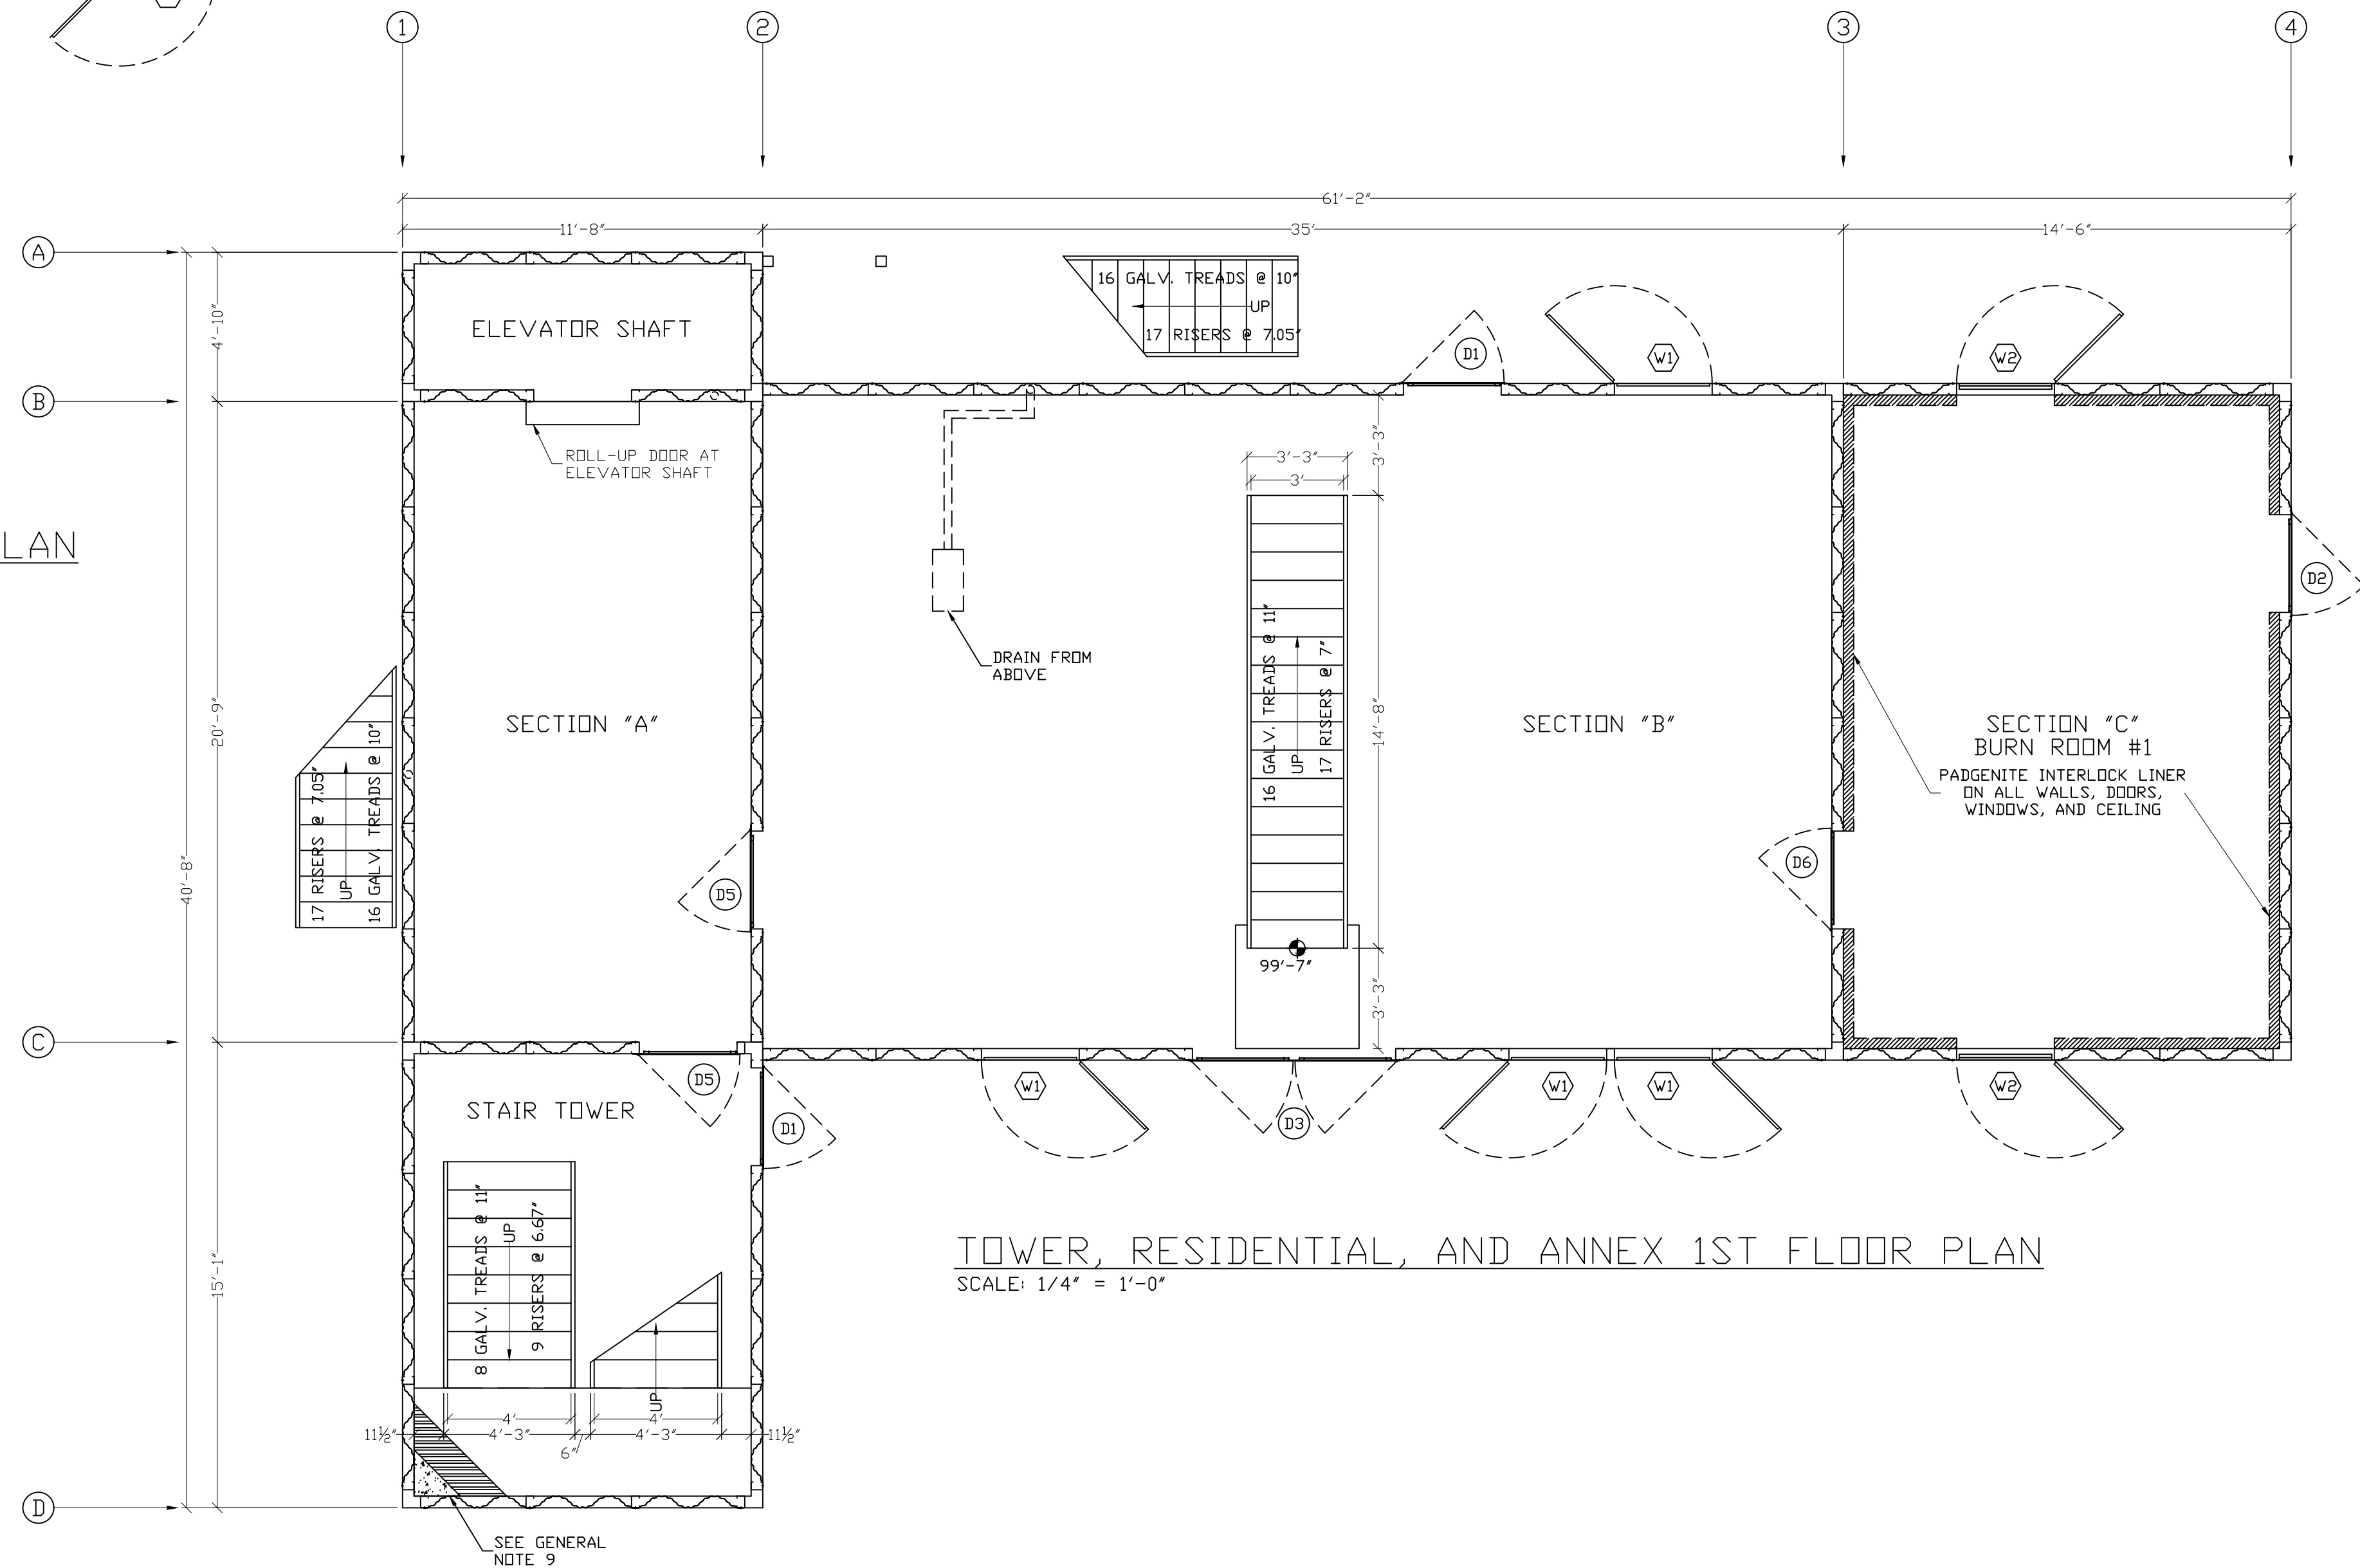 1
2
3
4
61'-2"
11'-8"
35'
14'-6"
A
4'-10"
ELEVATOR SHAFT
16 GALV. TREADS @ 10"
UP
17 RISERS @ 7.05"
D1
W1
W2
B
ROLL-UP DOOR AT
ELEVATOR SHAFT
3'-3"
3'
3'-3"
LAN
D2
DRAIN FROM
ABOVE
16 GALV. TREADS @ 11"
UP
17 RISERS @ 7"
14'-8"
20'-9"
SECTION "A"
SECTION "B"
SECTION "C"
BURN ROOM #1
PADGENITE INTERLOCK LINER
ON ALL WALLS, DOORS,
WINDOWS, AND CEILING
17 RISERS @ 7.05"
UP
16 GALV. TREADS @ 10"
40'-8"
D5
D6
99'-7"
3'-3"
C
D5
STAIR TOWER
D1
W1
D3
W1
W1
W2
8 GALV. TREADS @ 11"
UP
9 RISERS @ 6.67"
15'-1"
TOWER, RESIDENTIAL, AND ANNEX 1ST FLOOR PLAN
SCALE: 1/4" = 1'-0"
UP
4'
4'
11½"
4'-3"
6"
4'-3"
11½"
D
SEE GENERAL
NOTE 9